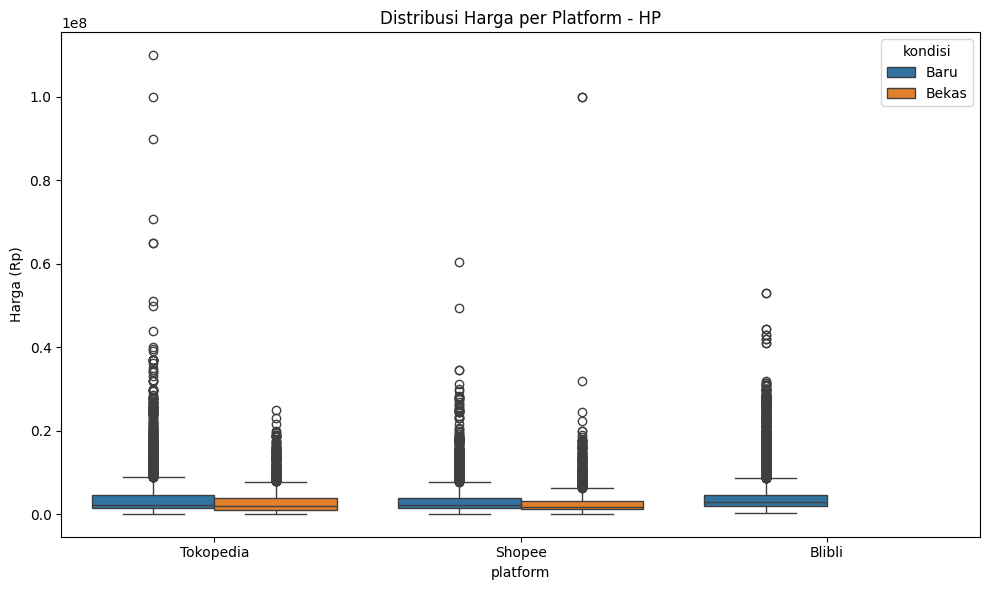 Distribusi Harga per Platform - HP
1e8
kondisi
Baru
Bekas
1.0
0.8
0.6
0.4
0.2
0.0
Harga (Rp)
Tokopedia
Shopee
Blibli
platform